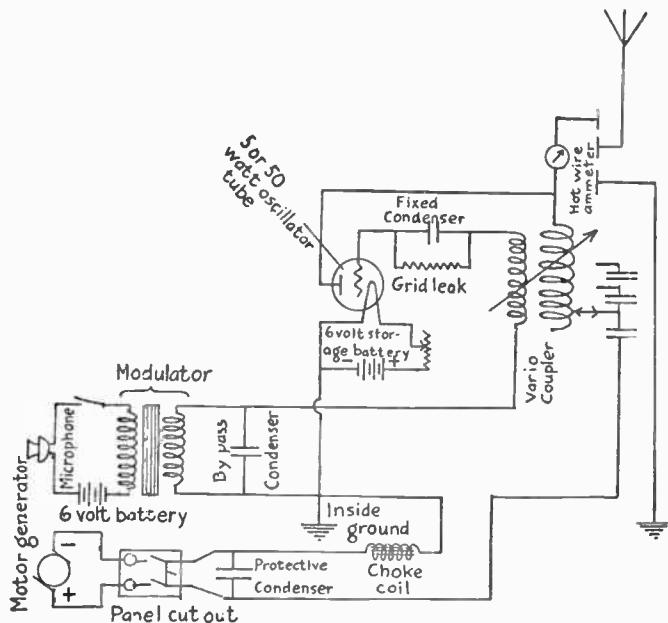 5 or 50
watt oscillator
tube
Fixed
Condenser
Grid leak
Hot wire
ammeter
6 volt stor-
age battery
- +
Vario
Coupler
Modulator
Microphone
6 volt battery
By pass
Condenser
Inside
ground
Motor generator
-
+
Panel cut out
Protective
Condenser
Choke
coil